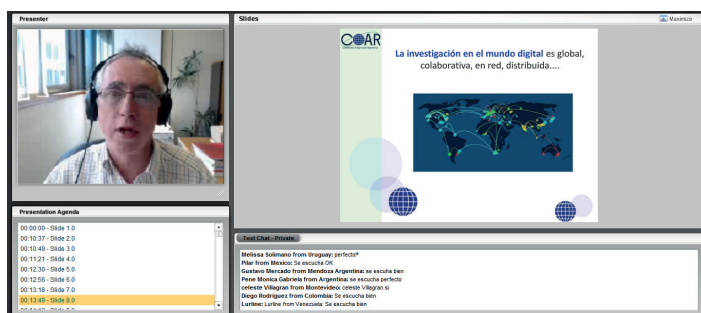 Presenter
Slides
Maximize
COAR
La investigación en el mundo digital es global,
colaborativa, en red, distribuida....
Presentation Agenda
00:00:00 - Slide 1.0
00:10:37 - Slide 2.0
00:10:49 - Slide 3.0
00:11:21 - Slide 4.0
00:12:30 - Slide 5.0
00:12:56 - Slide 6.0
00:13:18 - Slide 7.0
00:13:49 - Slide 8.0
Text Chat - Private
Melissa Solimano from Uruguay: perfecto!*
Pilar from Mexico: Se escucha OK
Gustavo Mercado from Mendoza Argentina: se escuha bien
Pene Monica Gabriela from Argentina: se escucha perfecto
celeste Villagran from Montevideo: celeste Villagran si
Diego Rodriguez from Colombia: Se escucha bien
Lurline: Lurline from Venezuela: Se escucha bien